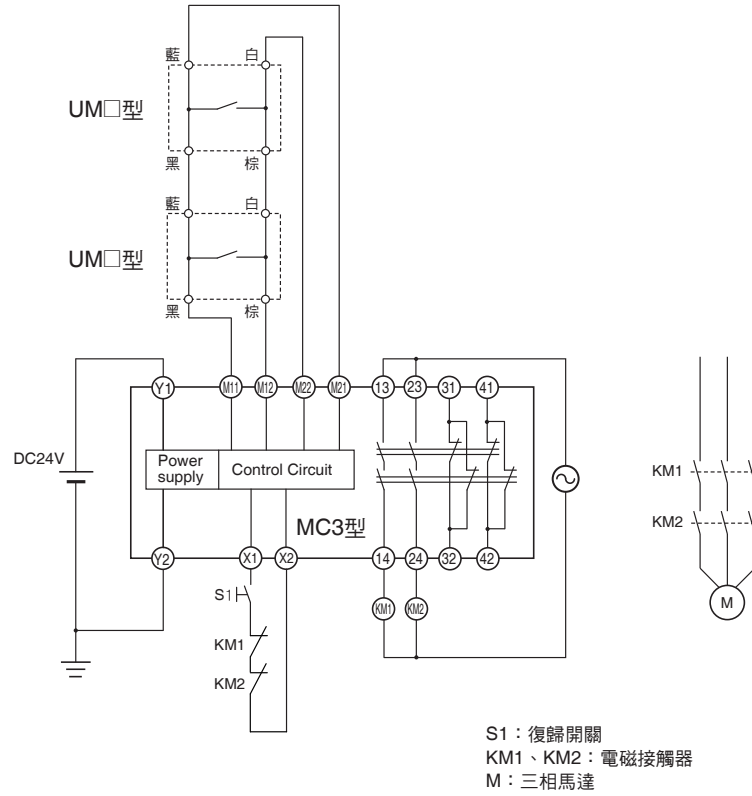 藍 白
UM□型
黑 棕
藍 白
UM□型
黑 棕
Y1 M11 M12 M22 M21 13 23 31 41
DC24V
Power supply
Control Circuit
KM1
MC3型
KM2
Y2 X1 X2 14 24 32 42
S1
KM1 KM2
M
KM1
KM2
S1：復歸開關
KM1、KM2：電磁接觸器
M：三相馬達